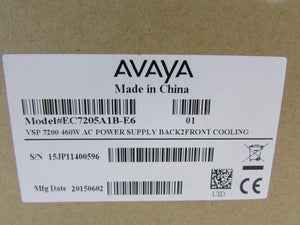 AVAYA
Made in China
Model#EC7205A1B-E6 01
VSP 7200 460W AC POWER SUPPLY BACK2FRONT COOLING
S/N 15JP11400596
Mfg Date 20150602
UID